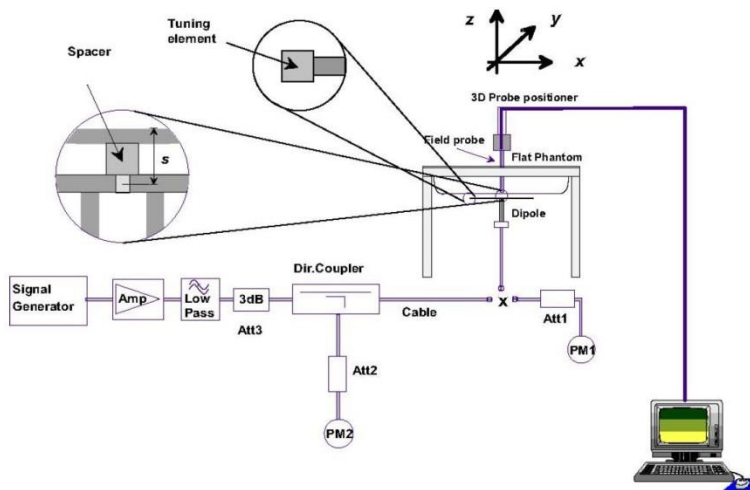 Tuning
element
Spacer
s
z
y
x
3D Probe positioner
Field probe
Flat Phantom
Dipole
Signal
Generator
Amp
Low
Pass
3dB
Att3
Dir.Coupler
Cable
x
Att1
PM1
Att2
PM2